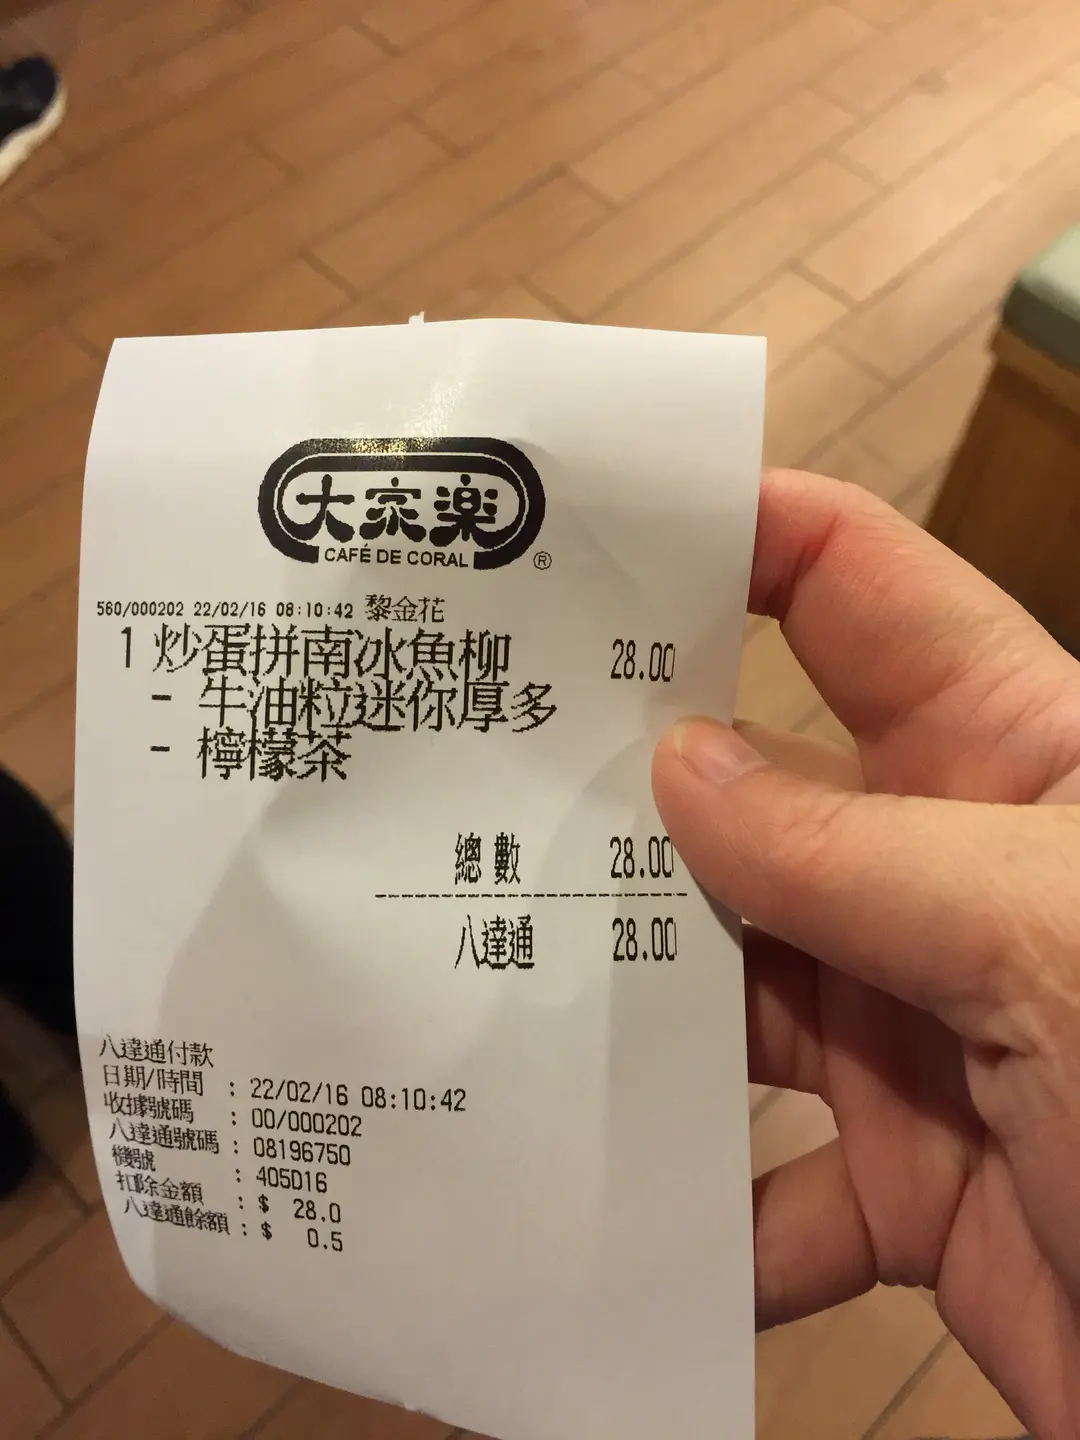 大家樂
CAFÉ DE CORAL ®
560/000202 22/02/16 08:10:42 黎金花
1 炒蛋拼南冰魚柳 28.00
- 牛油粒迷你厚多
- 檸檬茶
總數 28.00
八達通 28.00
八達通付款
日期/時間 : 22/02/16 08:10:42
收據號碼 : 00/000202
八達通號碼 : 08196750
機號 : 405D16
扣除金額 : $ 28.0
八達通餘額 : $ 0.5